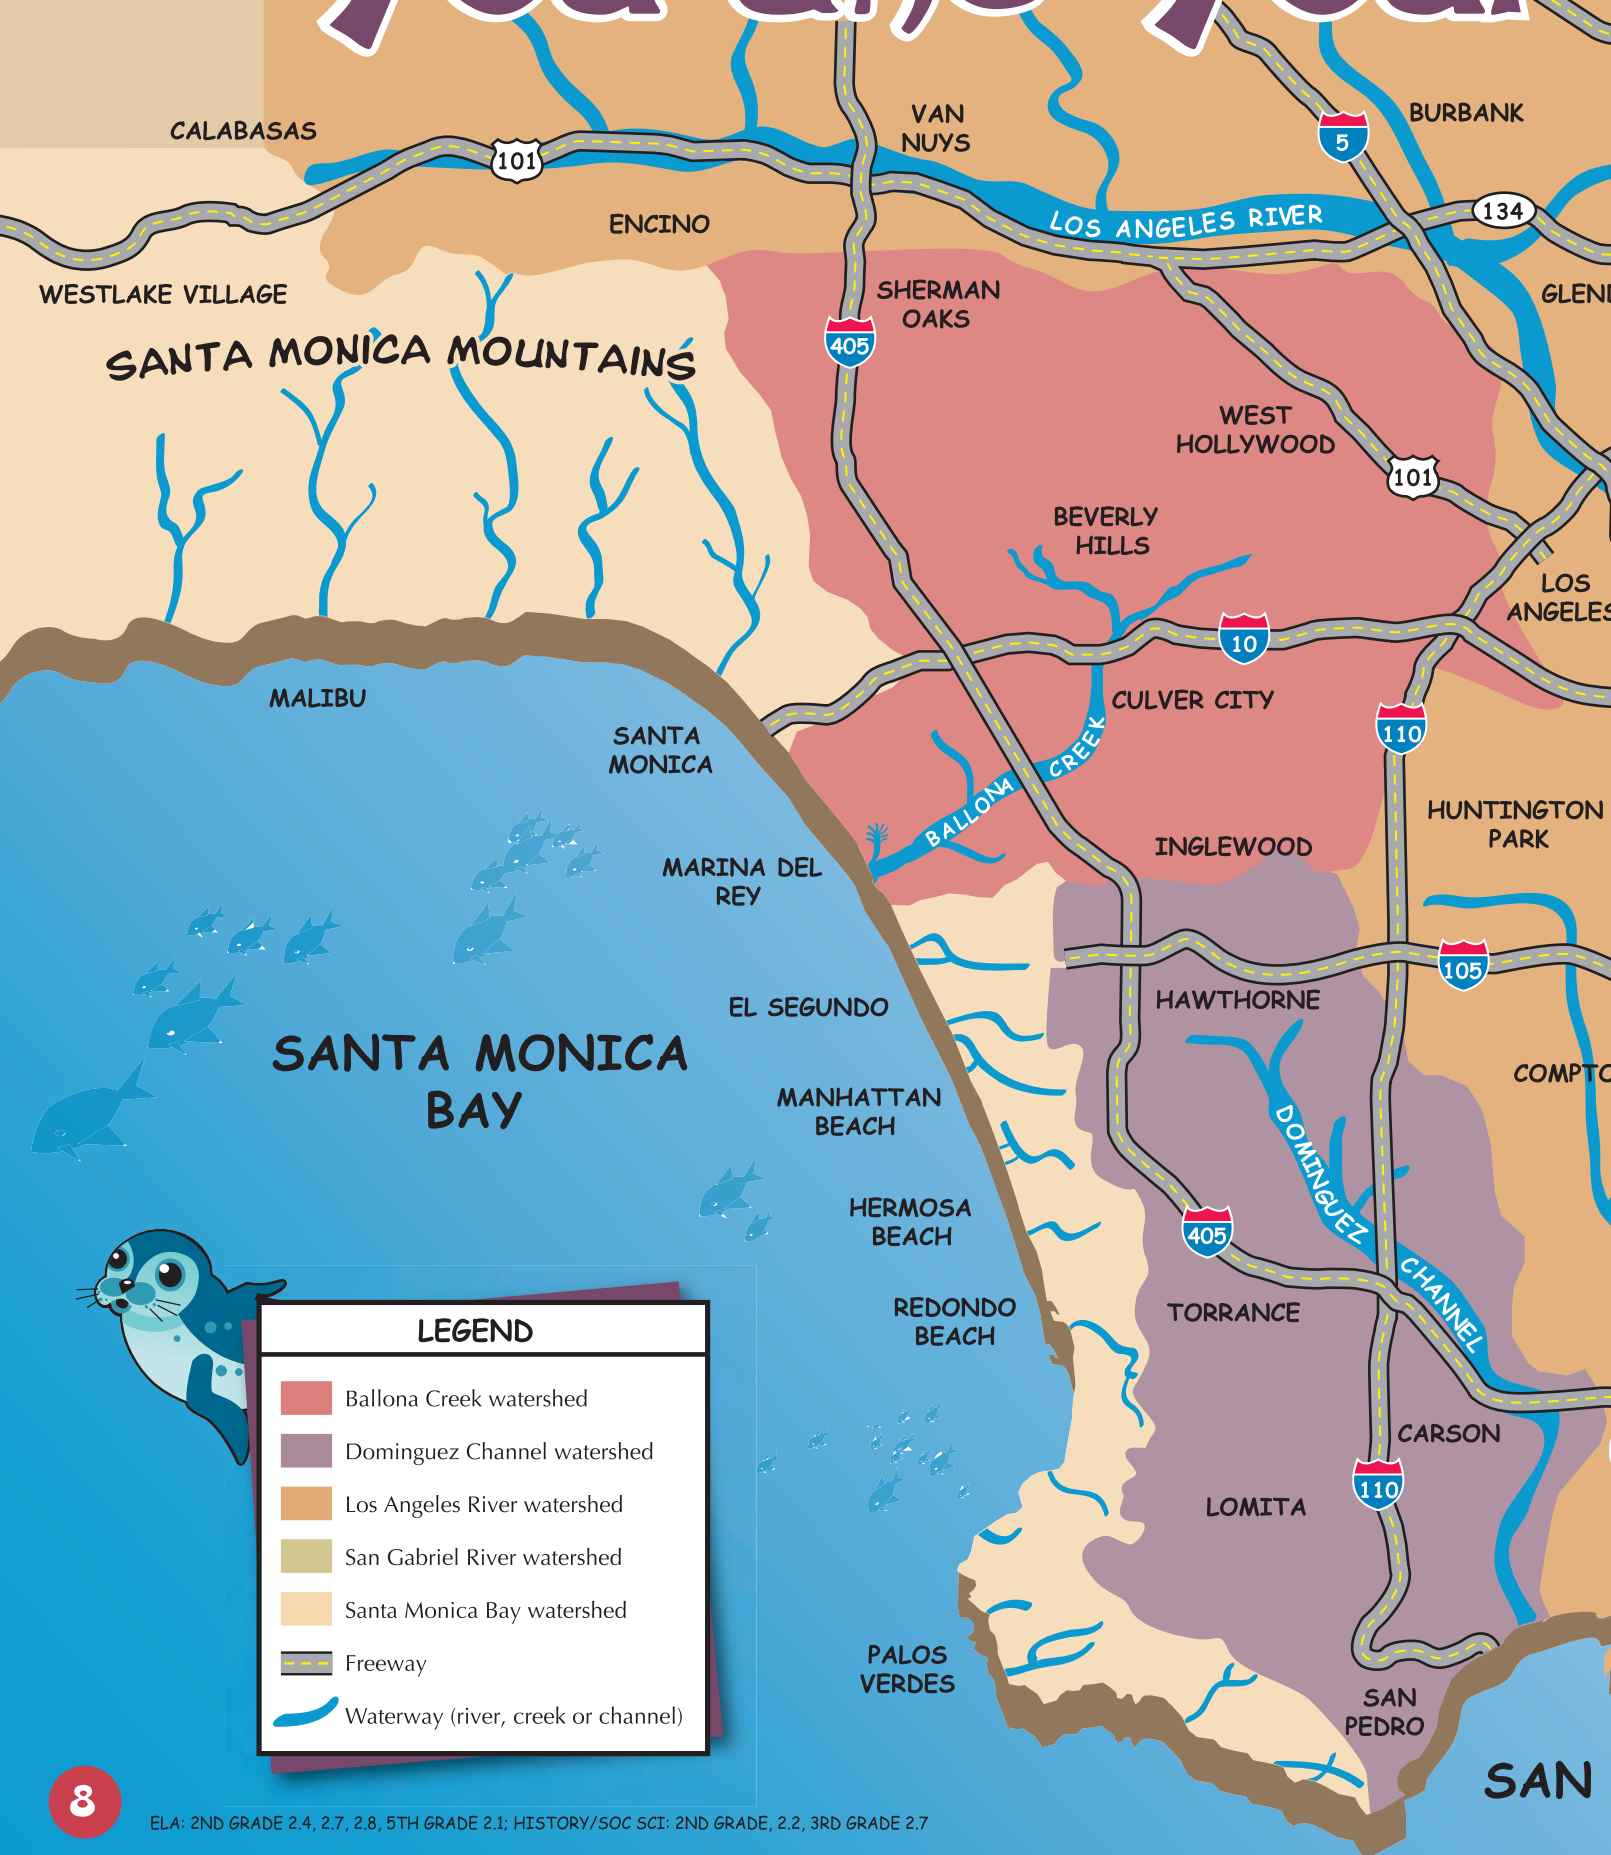 CALABASAS
101
VAN
NUYS
5
BURBANK
ENCINO
LOS ANGELES RIVER
134
WESTLAKE VILLAGE
SHERMAN
OAKS
405
SANTA MONICA MOUNTAINS
WEST
HOLLYWOOD
101
BEVERLY
HILLS
LOS
ANGELES
10
MALIBU
CULVER CITY
SANTA
MONICA
110
BALLONA CREEK
HUNTINGTON
PARK
INGLEWOOD
MARINA DEL
REY
105
EL SEGUNDO
HAWTHORNE
SANTA MONICA
BAY
MANHATTAN
BEACH
DOMINGUEZ CHANNEL
HERMOSA
BEACH
405
REDONDO
BEACH
TORRANCE
CARSON
110
LOMITA
PALOS
VERDES
SAN
PEDRO
SAN
LEGEND
Ballona Creek watershed
Dominguez Channel watershed
Los Angeles River watershed
San Gabriel River watershed
Santa Monica Bay watershed
Freeway
Waterway (river, creek or channel)
8
ELA: 2ND GRADE 2.4, 2.7, 2.8, 5TH GRADE 2.1; HISTORY/SOC SCI: 2ND GRADE, 2.2, 3RD GRADE 2.7